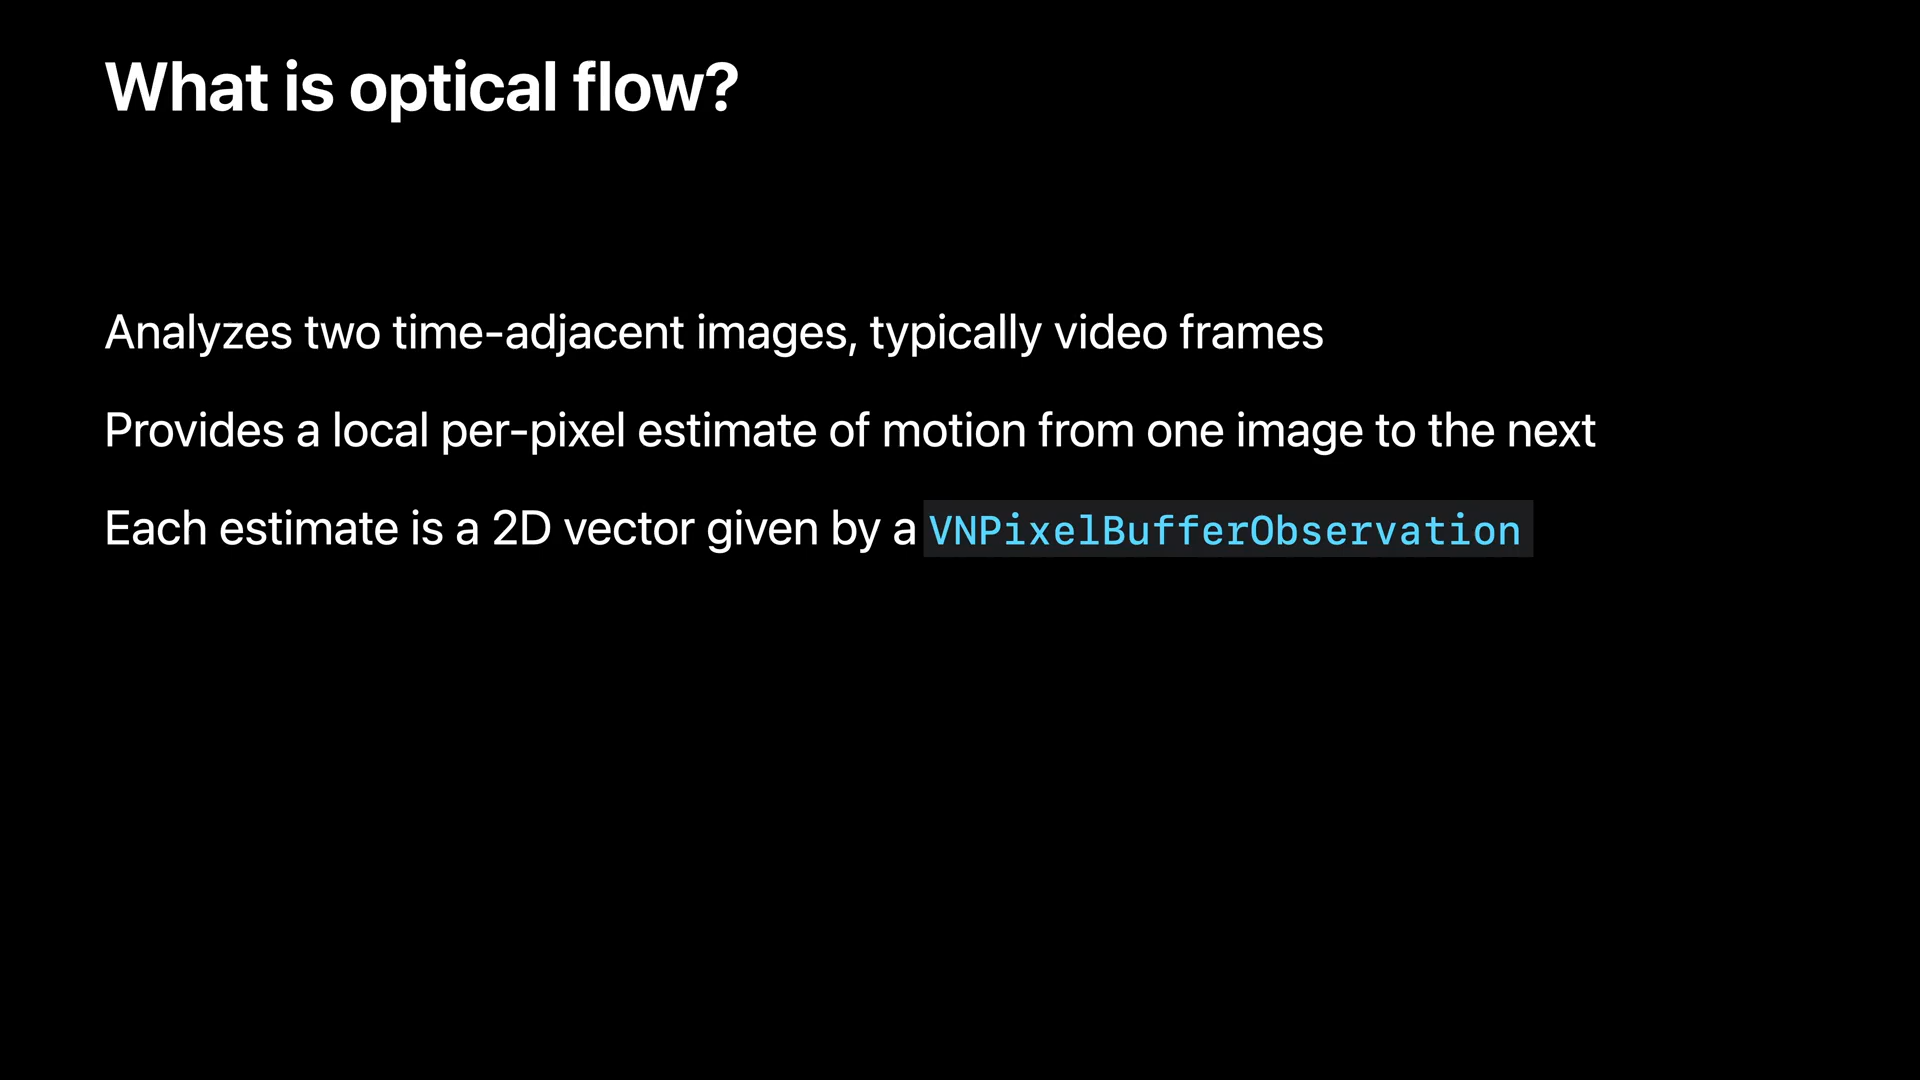 What is optical flow?
Analyzes two time-adjacent images, typically video frames
Provides a local per-pixel estimate of motion from one image to the next
Each estimate is a 2D vector given by a VNPixelBufferObservation